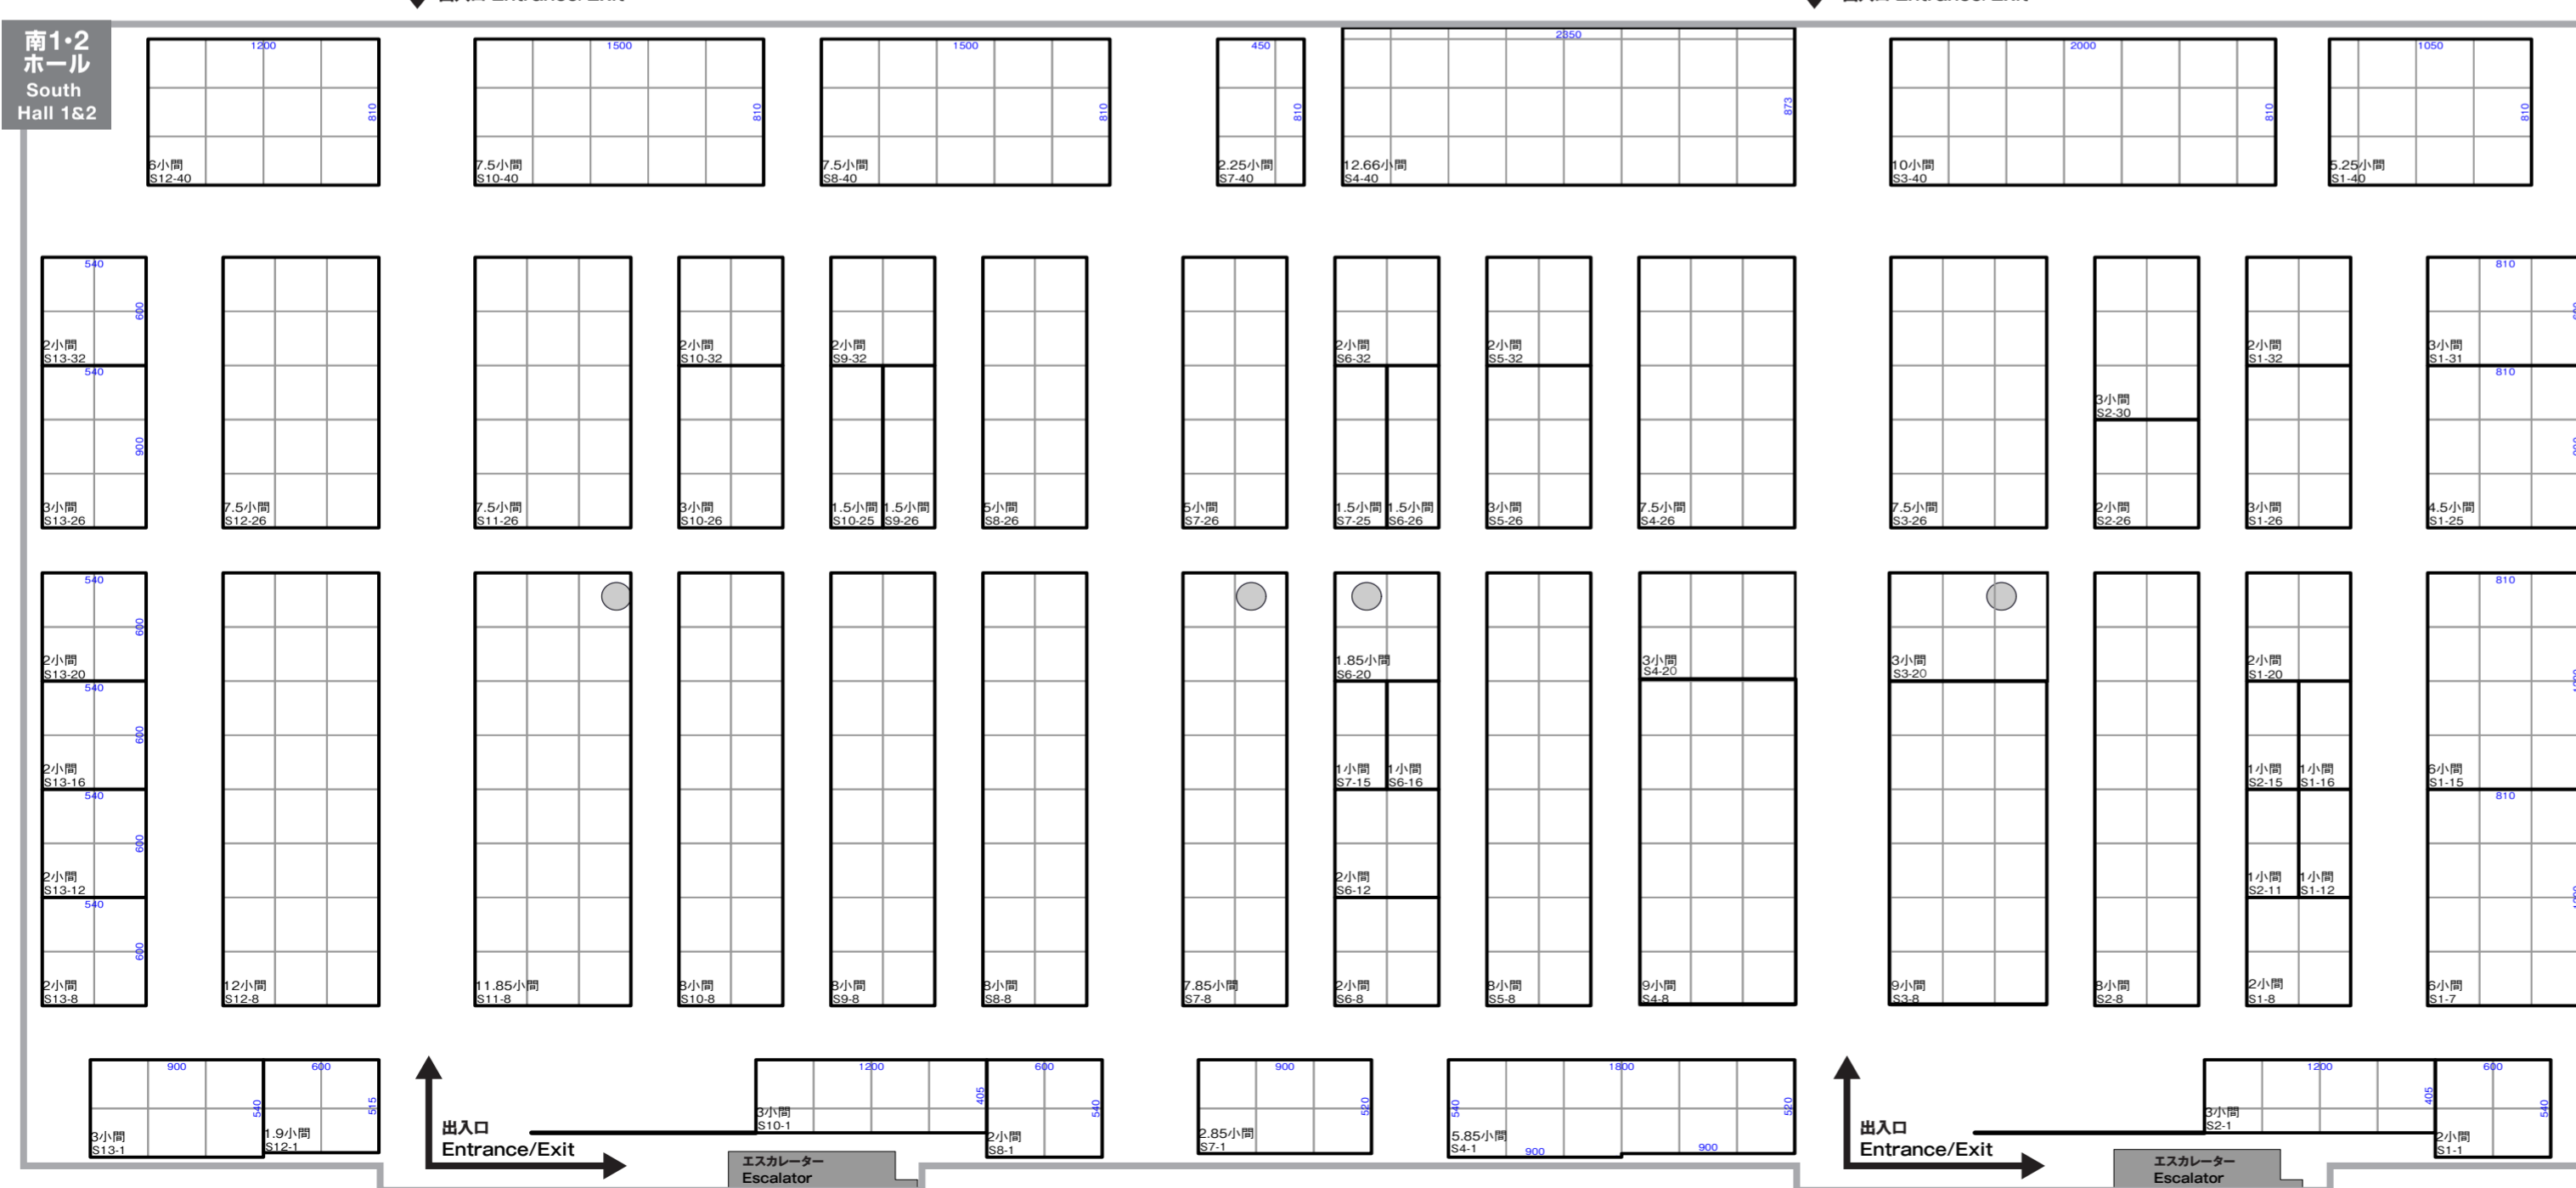 南1・2
ホール
South
Hall 1&2
1200
810
6小間
S12-40
1500
810
7.5小間
S10-40
1500
810
7.5小間
S8-40
450
810
2.25小間
S7-40
2350
873
12.66小間
S4-40
2000
810
10小間
S3-40
1050
810
5.25小間
S1-40
540
600
2小間
S13-32
540
900
3小間
S13-26
7.5小間
S12-26
7.5小間
S11-26
2小間
S10-32
3小間
S10-26
2小間
S9-32
1.5小間
S10-25
1.5小間
S9-26
5小間
S8-26
5小間
S7-26
2小間
S6-32
1.5小間
S7-25
1.5小間
S6-26
2小間
S5-32
3小間
S5-26
7.5小間
S4-26
7.5小間
S3-26
3小間
S2-30
2小間
S2-26
2小間
S1-32
3小間
S1-26
810
3小間
S1-31
810
4.5小間
S1-25
540
600
2小間
S13-20
540
600
2小間
S13-16
540
600
2小間
S13-12
540
600
2小間
S13-8
12小間
S12-8
11.85小間
S11-8
8小間
S10-8
8小間
S9-8
8小間
S8-8
7.85小間
S7-8
1.85小間
S6-20
1小間
S7-15
1小間
S6-16
2小間
S6-12
2小間
S6-8
8小間
S5-8
3小間
S4-20
9小間
S4-8
3小間
S3-20
9小間
S3-8
8小間
S2-8
2小間
S1-20
1小間
S2-15
1小間
S1-16
1小間
S2-11
1小間
S1-12
2小間
S1-8
810
6小間
S1-15
810
6小間
S1-7
900
540
3小間
S13-1
600
515
1.9小間
S12-1
出入口
Entrance/Exit
1200
405
3小間
S10-1
600
540
2小間
S8-1
エスカレーター
Escalator
900
520
2.85小間
S7-1
1800
540
520
5.85小間
S4-1
900
900
出入口
Entrance/Exit
1200
405
3小間
S2-1
600
540
2小間
S1-1
エスカレーター
Escalator